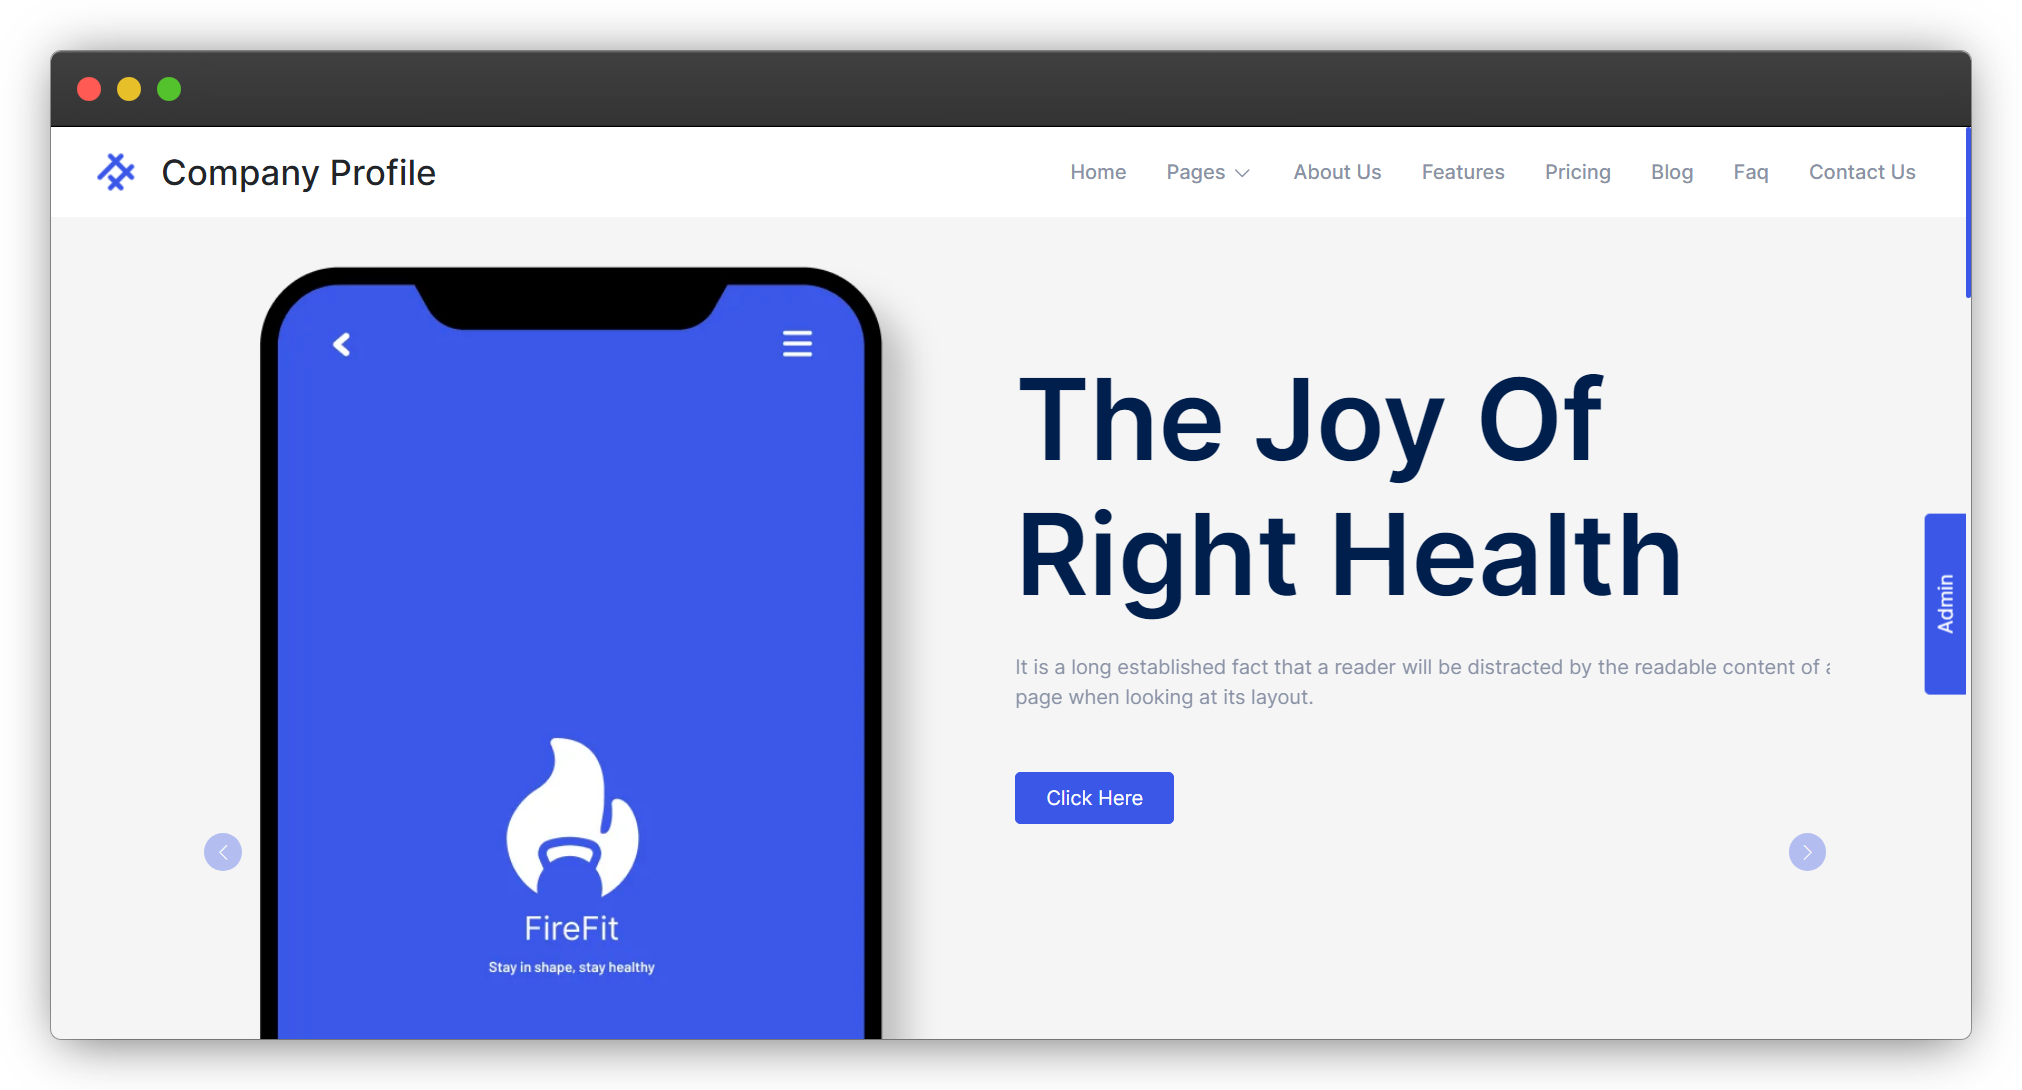 Company Profile
Home Pages About Us Features Pricing Blog Faq Contact Us
The Joy Of
Right Health
It is a long established fact that a reader will be distracted by the readable content of a
page when looking at its layout.
Click Here
Admin
FireFit
Stay in shape, stay healthy